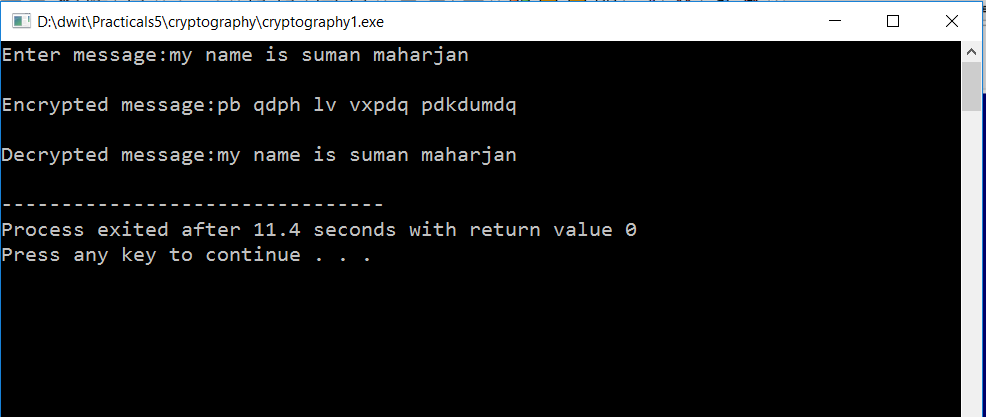 D:\dwit\Practicals5\cryptography\cryptography1.exe
Enter message:my name is suman maharjan
Encrypted message:pb qdph lv vxpdq pdkdumdq
Decrypted message:my name is suman maharjan
--------------------------------
Process exited after 11.4 seconds with return value 0
Press any key to continue . . .